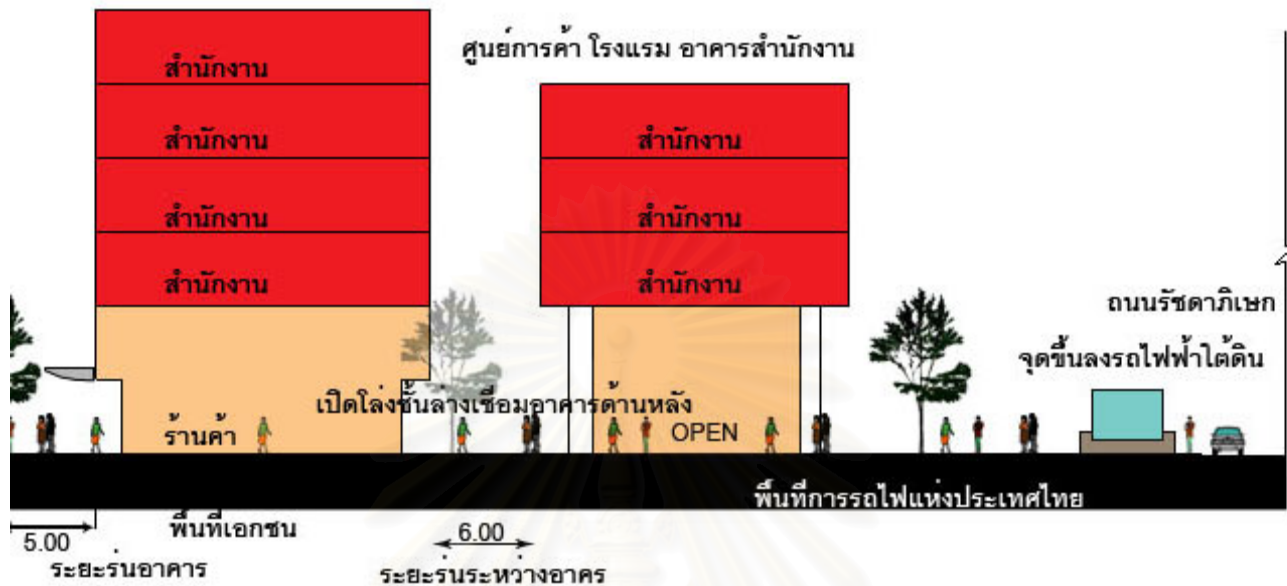 ศูนย์การค้า โรงแรม อาคารสำนักงาน
สำนักงาน
สำนักงาน
สำนักงาน
สำนักงาน
สำนักงาน
สำนักงาน
สำนักงาน
ถนนรัชดาภิเษก
จุดขึ้นลงรถไฟฟ้าใต้ดิน
เปิดโล่งชั้นล่างเชื่อมอาคารด้านหลัง
ร้านค้า
OPEN
พื้นที่การรถไฟแห่งประเทศไทย
พื้นที่เอกชน
5.00
6.00
ระยะร่นอาคาร
ระยะร่นระหว่างอาคร